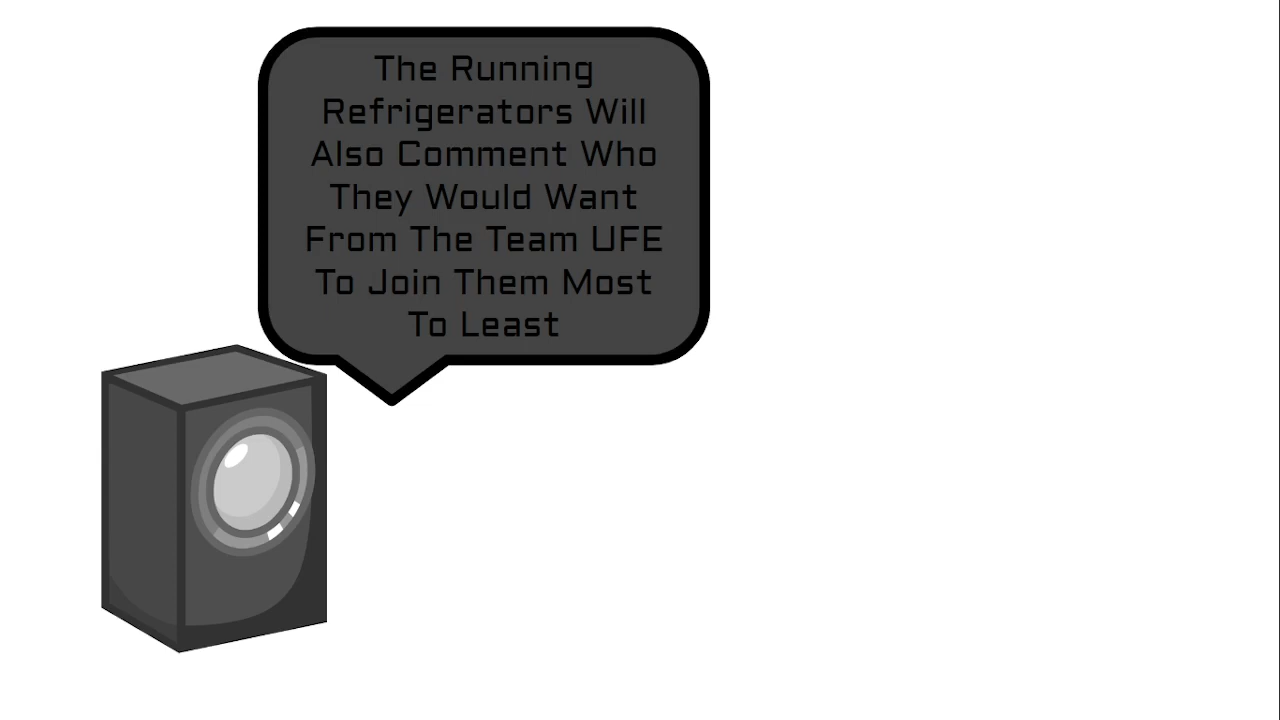 The Running
Refrigerators Will
Also Comment Who
They Would Want
From The Team UFE
To Join Them Most
To Least